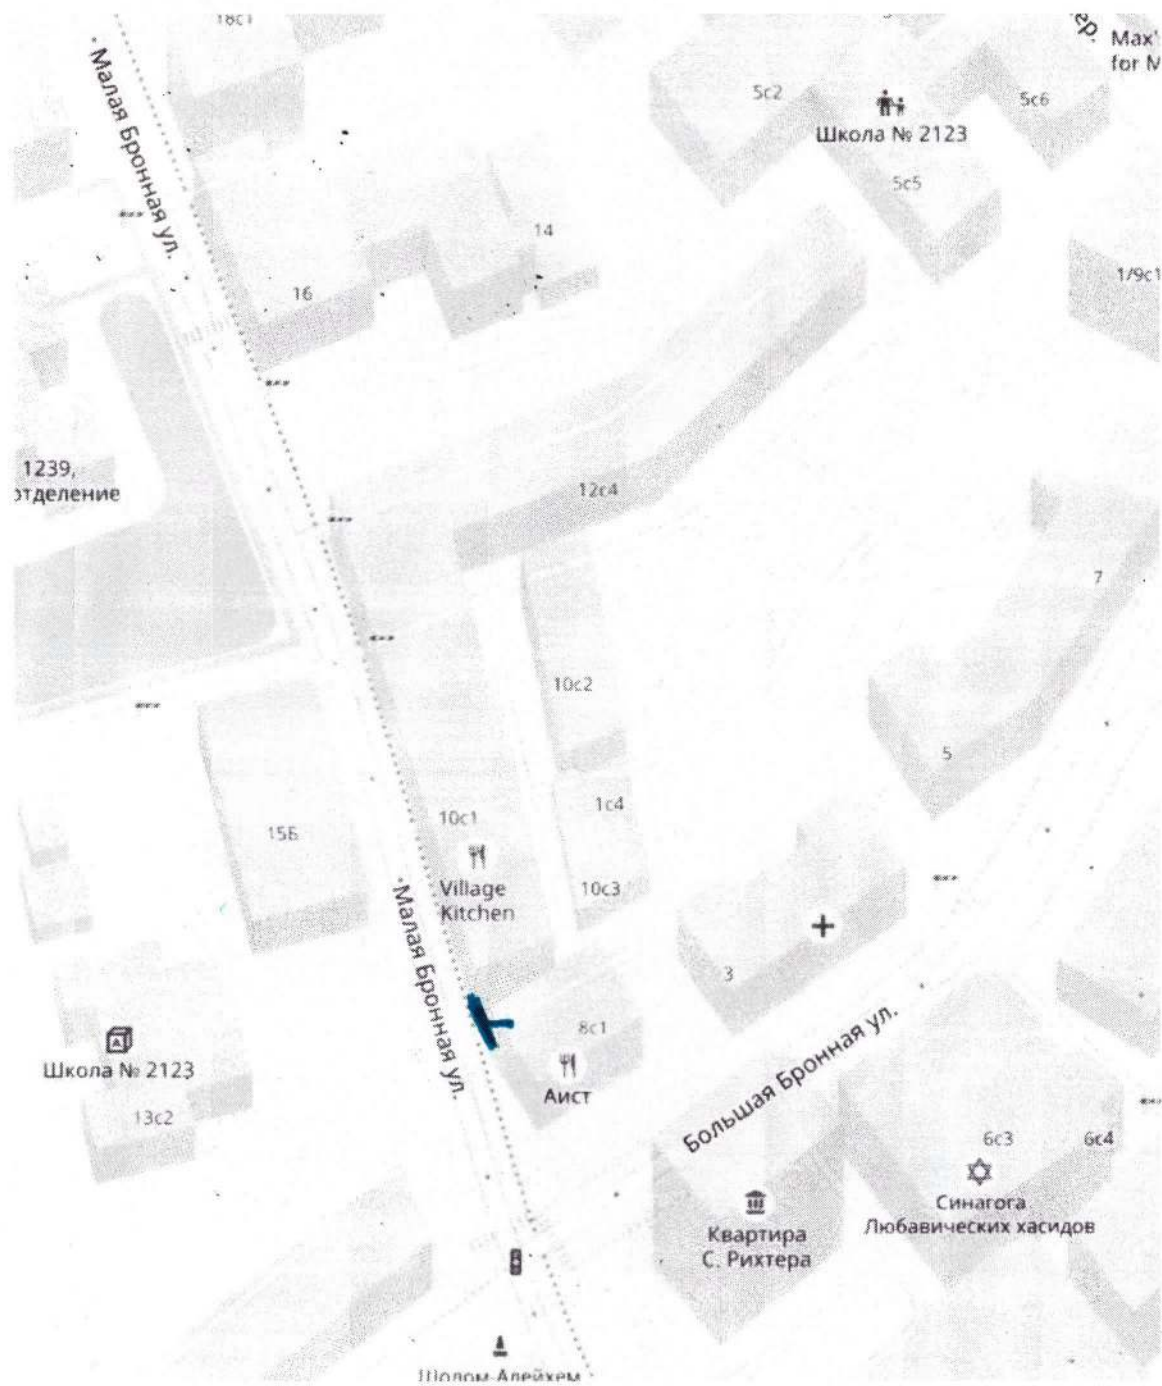 18с1
Малая Бронная ул.
5с2
5с6
Max'
for M
Школа № 2123
5с5
14
16
1/9с1
1239,
отделение
12с4
7
10с2
5
15Б
10с1
1с4
Village
Kitchen
10с3
Малая Бронная ул.
3
8с1
Аист
Школа № 2123
13с2
Большая Бронная ул.
6с3
6с4
Синагога
Любавических хасидов
Квартира
С. Рихтера
Шолом-Алейхем